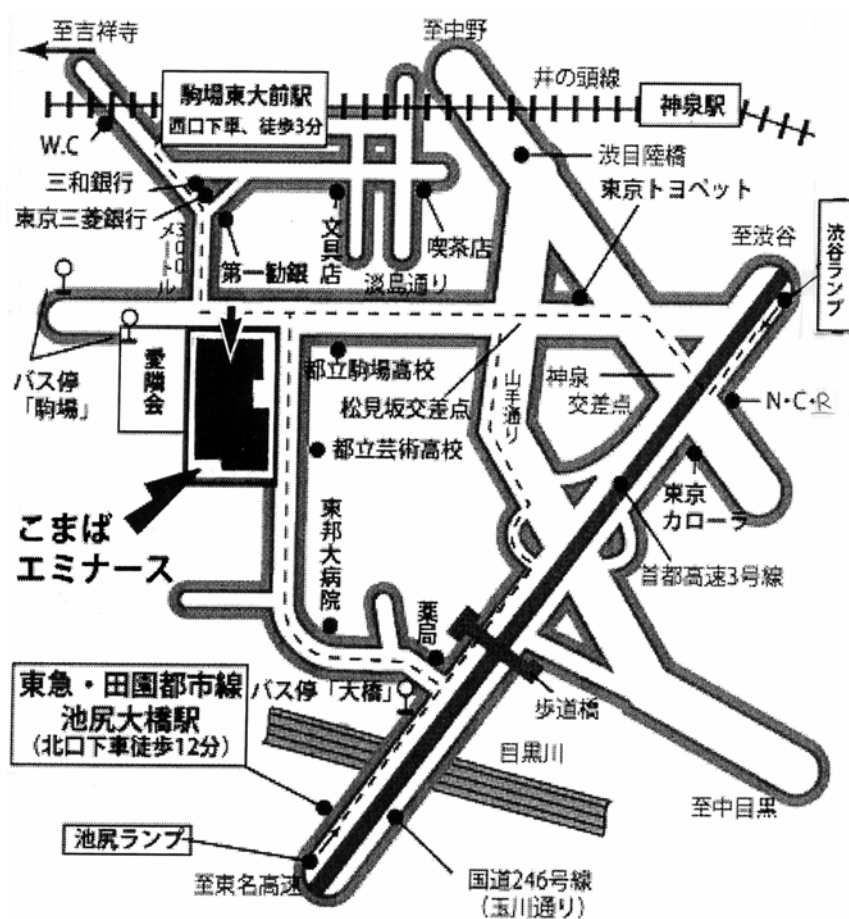 至吉祥寺
至中野
井の頭線
駒場東大前駅
西口下車、徒歩3分
神泉駅
W.C
渋目陸橋
三和銀行
東京トヨペット
東京三菱銀行
文具店
喫茶店
渋谷ランプ
至渋谷
300
メートル
第一勧銀
淡島通り
バス停
「駒場」
愛隣会
都立駒場高校
山手通り
神泉
交差点
松見坂交差点
N・C・R
都立芸術高校
東京
カローラ
こまば
エミナース
東邦大病院
首都高速3号線
薬局
東急・田園都市線
池尻大橋駅
(北口下車徒歩12分)
バス停「大橋」
歩道橋
目黒川
至中目黒
池尻ランプ
至東名高速
国道246号線
(玉川通り)